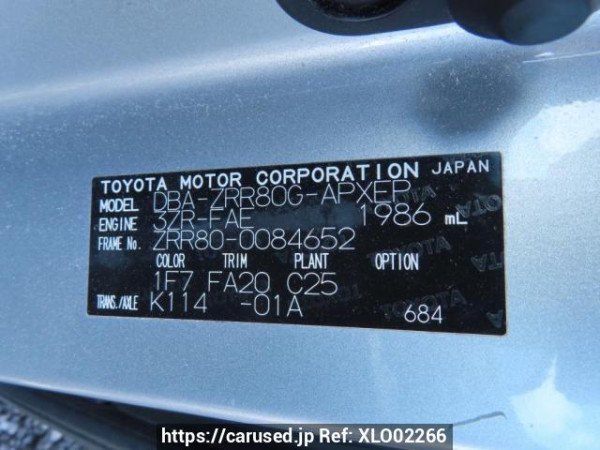 TOYOTA MOTOR CORPORATION JAPAN
MODEL DBA-ZRR80G-APXEP
ENGINE 3ZR-FAE 1986 mL
FRAME No. ZRR80-0084652
COLOR TRIM PLANT OPTION
1F7 FA20 C25
TRANS./AXLE K114 -01A
684
https://carused.jp Ref: XLO02266